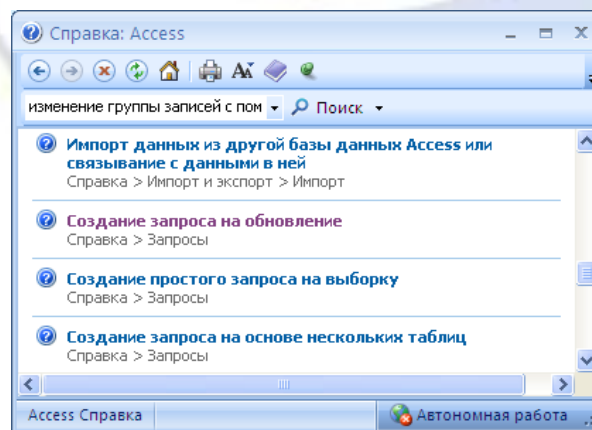 Справка: Access
изменение группы записей с пом
Поиск
Импорт данных из другой базы данных Access или
связывание с данными в ней
Справка > Импорт и экспорт > Импорт
Создание запроса на обновление
Справка > Запросы
Создание простого запроса на выборку
Справка > Запросы
Создание запроса на основе нескольких таблиц
Справка > Запросы
Access Справка
Автономная работа